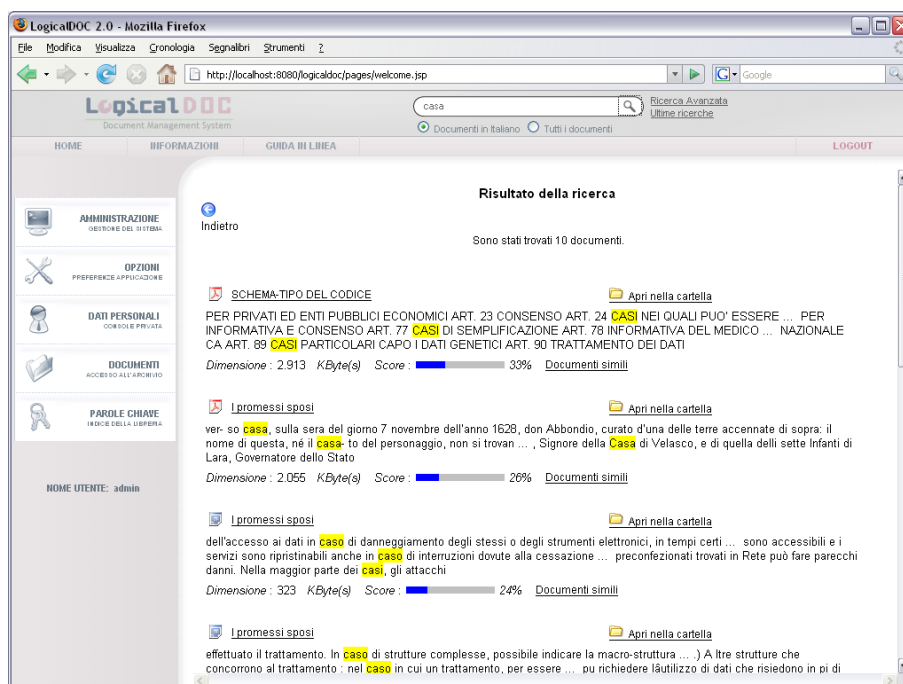 LogicalDOC 2.0 - Mozilla Firefox
File Modifica Visualizza Cronologia Segnalibri Strumenti ?
http://localhost:8080/logicaldoc/pages/welcome.jsp
G Google
LogicalDOC
Document Management System
casa
Ricerca Avanzata
Ultime ricerche
Documenti in Italiano Tutti i documenti
HOME INFORMAZIONI GUIDA IN LINEA LOGOUT
Risultato della ricerca
Indietro
Sono stati trovati 10 documenti.
AMMINISTRAZIONE
GESTIONE DEL SISTEMA
OPZIONI
PREFERENZE APPLICAZIONE
DATI PERSONALI
CONSOLE PRIVATA
DOCUMENTI
ACCESSO ALL'ARCHIVIO
PAROLE CHIAVE
INDICE DELLA LIBRERIA
NOME UTENTE: admin
SCHEMA-TIPO DEL CODICE Apri nella cartella
PER PRIVATI ED ENTI PUBBLICI ECONOMICI ART. 23 CONSENSO ART. 24 CASI NEI QUALI PUO' ESSERE ... PER
INFORMATIVA E CONSENSO ART. 77 CASI DI SEMPLIFICAZIONE ART. 78 INFORMATIVA DEL MEDICO ... NAZIONALE
CA ART. 89 CASI PARTICOLARI CAPO I DATI GENETICI ART. 90 TRATTAMENTO DEI DATI
Dimensione : 2.913 KByte(s) Score : 33% Documenti simili
I promessi sposi Apri nella cartella
ver- so casa, sulla sera del giorno 7 novembre dell'anno 1628, don Abbondio, curato d'una delle terre accennate di sopra: il
nome di questa, né il casa- to del personaggio, non si trovan ... , Signore della Casa di Velasco, e di quella delli sette Infanti di
Lara, Governatore dello Stato
Dimensione : 2.055 KByte(s) Score : 26% Documenti simili
I promessi sposi Apri nella cartella
dell'accesso ai dati in caso di danneggiamento degli stessi o degli strumenti elettronici, in tempi certi ... sono accessibili e i
servizi sono ripristinabili anche in caso di interruzioni dovute alla cessazione ... preconfezionati trovati in Rete può fare parecchi
danni. Nella maggior parte dei casi, gli attacchi
Dimensione : 323 KByte(s) Score : 24% Documenti simili
I promessi sposi Apri nella cartella
effettuato il trattamento. In caso di strutture complesse, possibile indicare la macro-struttura ... .) A ltre strutture che
concorrono al trattamento : nel caso in cui un trattamento, per essere ... pu richiedere lâutilizzo di dati che risiedono in pi di